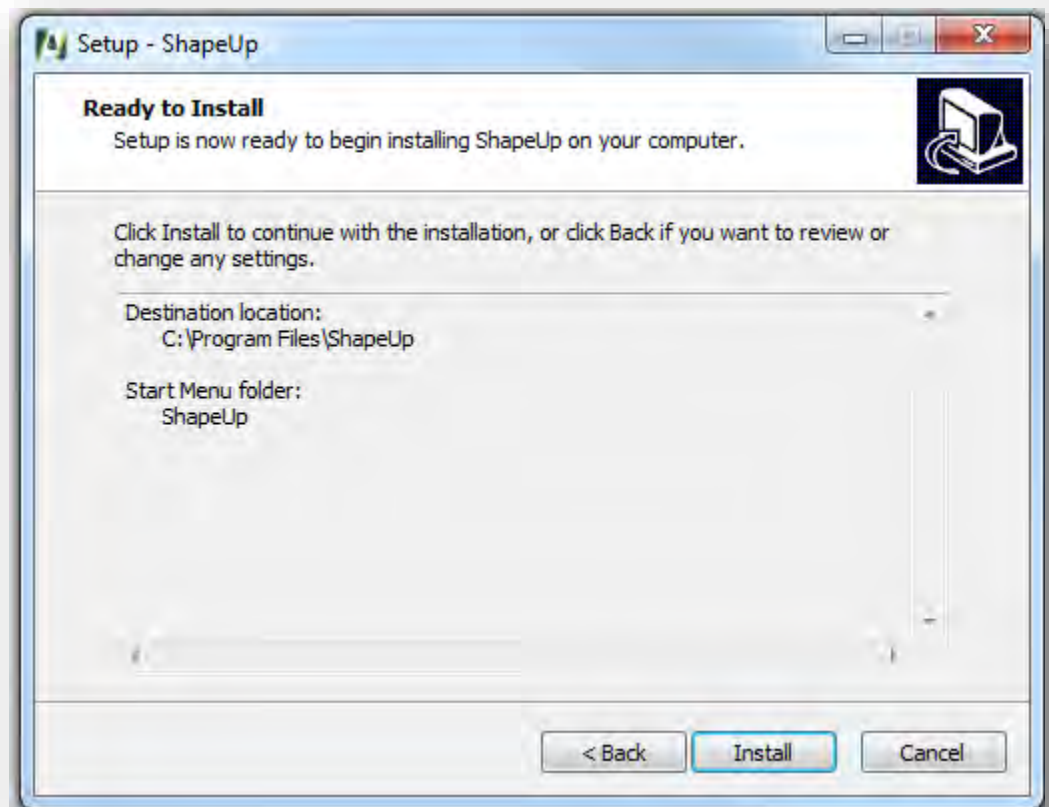 Setup - ShapeUp
Ready to Install
Setup is now ready to begin installing ShapeUp on your computer.
Click Install to continue with the installation, or click Back if you want to review or
change any settings.
Destination location:
C:\Program Files\ShapeUp
Start Menu folder:
ShapeUp
< Back
Install
Cancel